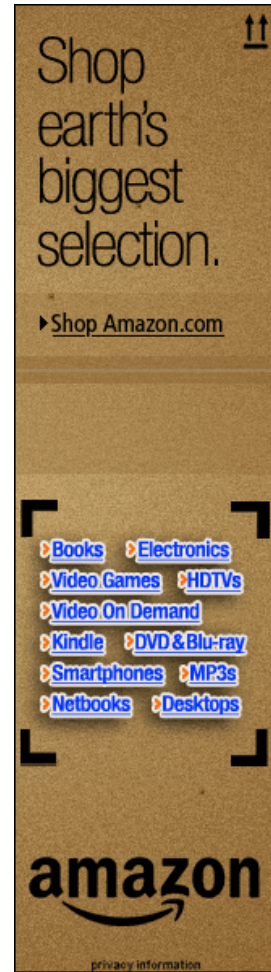 Shop
earth's
biggest
selection.
Shop Amazon.com
Books Electronics
Video Games HDTVs
Video On Demand
Kindle DVD & Blu-ray
Smartphones MP3s
Netbooks Desktops
amazon
privacy information